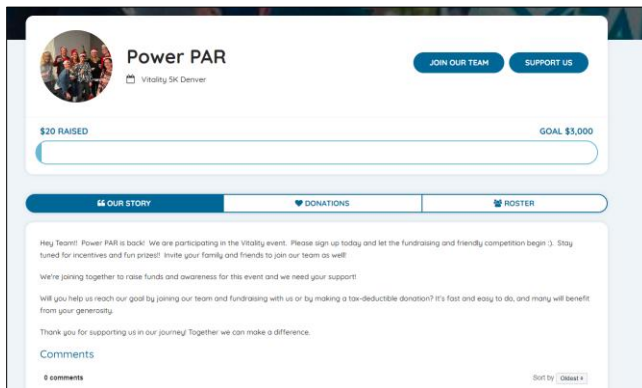 Power PAR
Vitality 5K Denver
JOIN OUR TEAM
SUPPORT US
$20 RAISED
GOAL $3,000
OUR STORY
DONATIONS
ROSTER
Hey Team!! Power PAR is back! We are participating in the Vitality event. Please sign up today and let the fundraising and friendly competition begin :). Stay
tuned for incentives and fun prizes!! Invite your family and friends to join our team as well!
We're joining together to raise funds and awareness for this event and we need your support!
Will you help us reach our goal by joining our team and fundraising with us or by making a tax-deductible donation? It's fast and easy to do, and many will benefit
from your generosity.
Thank you for supporting us in our journey! Together we can make a difference.
Comments
0 comments
Sort by Oldest